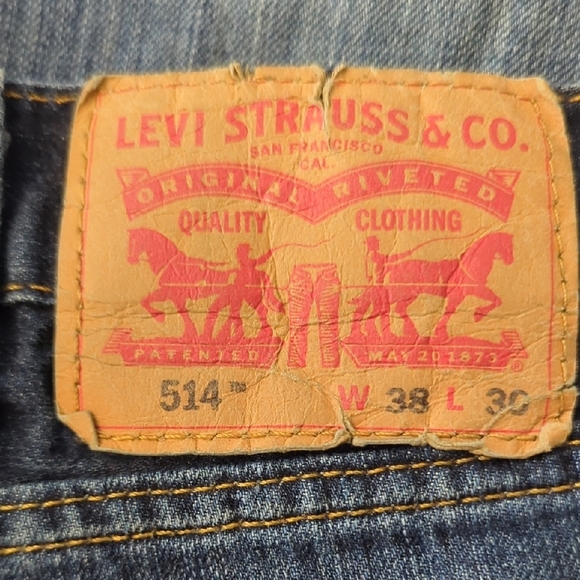 LEVI STRAUSS & CO.
SAN FRANCISCO
CAL
ORIGINAL RIVETED
QUALITY CLOTHING
PATENTED MAY 20 1873 ®
514™ W 38 L 30